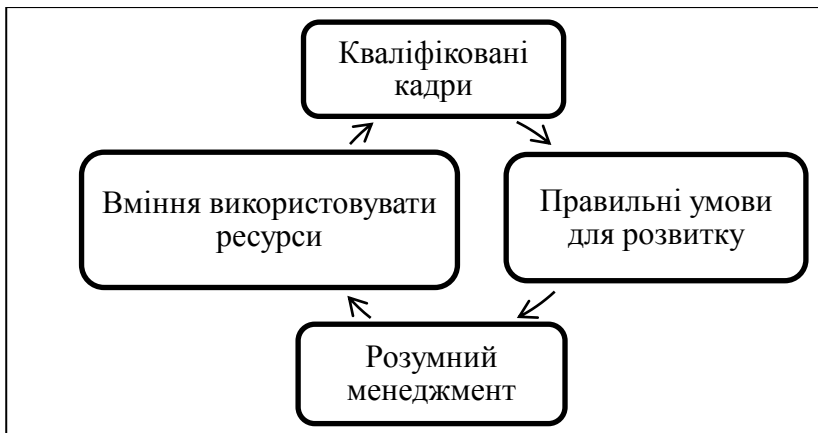 Кваліфіковані
кадри
Вміння використовувати
ресурси
Правильні умови
для розвитку
Розумний
менеджмент